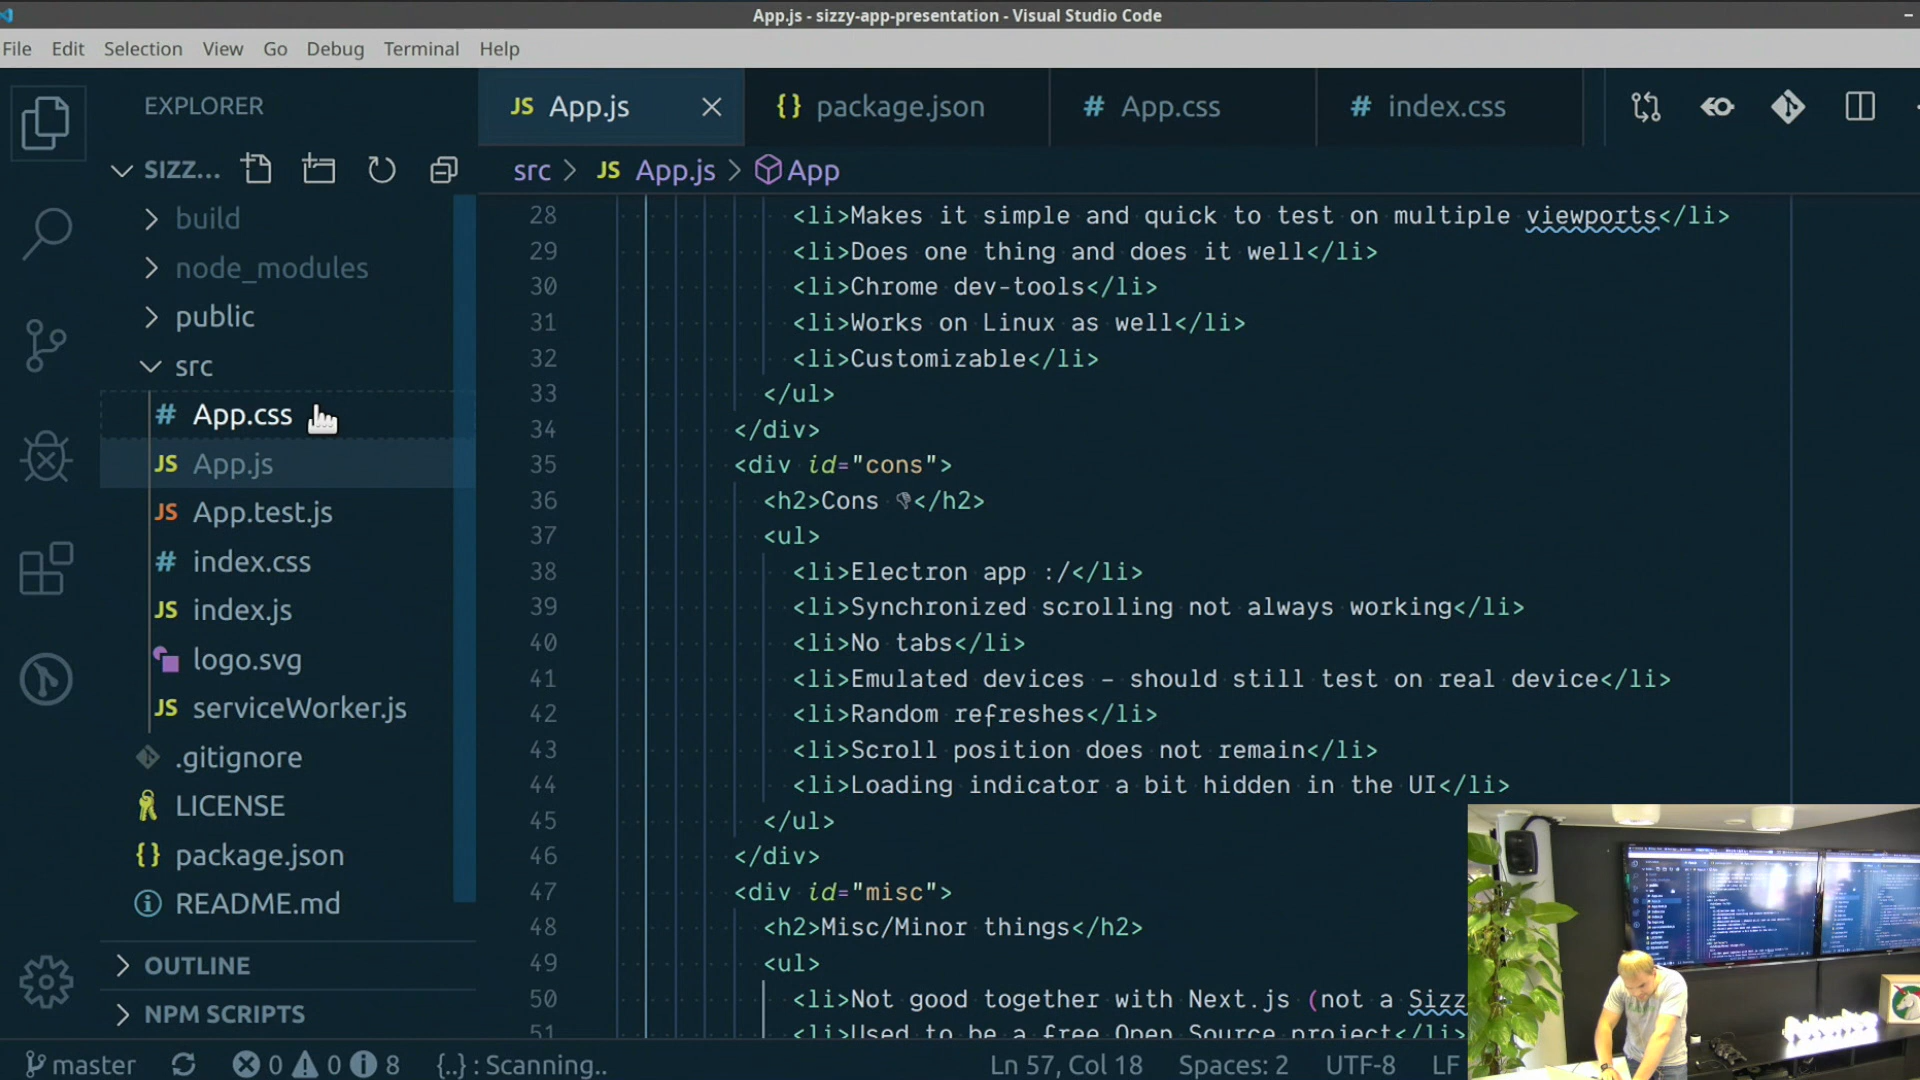 App.js - sizzy-app-presentation - Visual Studio Code
File Edit Selection View Go Debug Terminal Help
EXPLORER
SIZZ...
build
node_modules
public
src
# App.css
JS App.js
JS App.test.js
# index.css
JS index.js
logo.svg
JS serviceWorker.js
.gitignore
LICENSE
{} package.json
README.md
OUTLINE
NPM SCRIPTS
JS App.js {} package.json # App.css # index.css
src > JS App.js > App
28 <li>Makes it simple and quick to test on multiple viewports</li>
29 <li>Does one thing and does it well</li>
30 <li>Chrome dev-tools</li>
31 <li>Works on Linux as well</li>
32 <li>Customizable</li>
33 </ul>
34 </div>
35 <div id="cons">
36 <h2>Cons 👎</h2>
37 <ul>
38 <li>Electron app :/</li>
39 <li>Synchronized scrolling not always working</li>
40 <li>No tabs</li>
41 <li>Emulated devices – should still test on real device</li>
42 <li>Random refreshes</li>
43 <li>Scroll position does not remain</li>
44 <li>Loading indicator a bit hidden in the UI</li>
45 </ul>
46 </div>
47 <div id="misc">
48 <h2>Misc/Minor things</h2>
49 <ul>
50 <li>Not good together with Next.js (not a Sizz
51 <li>Used to be a free Open Source project</li>
master 0 0 8 {..} : Scanning.. Ln 57, Col 18 Spaces: 2 UTF-8 LF